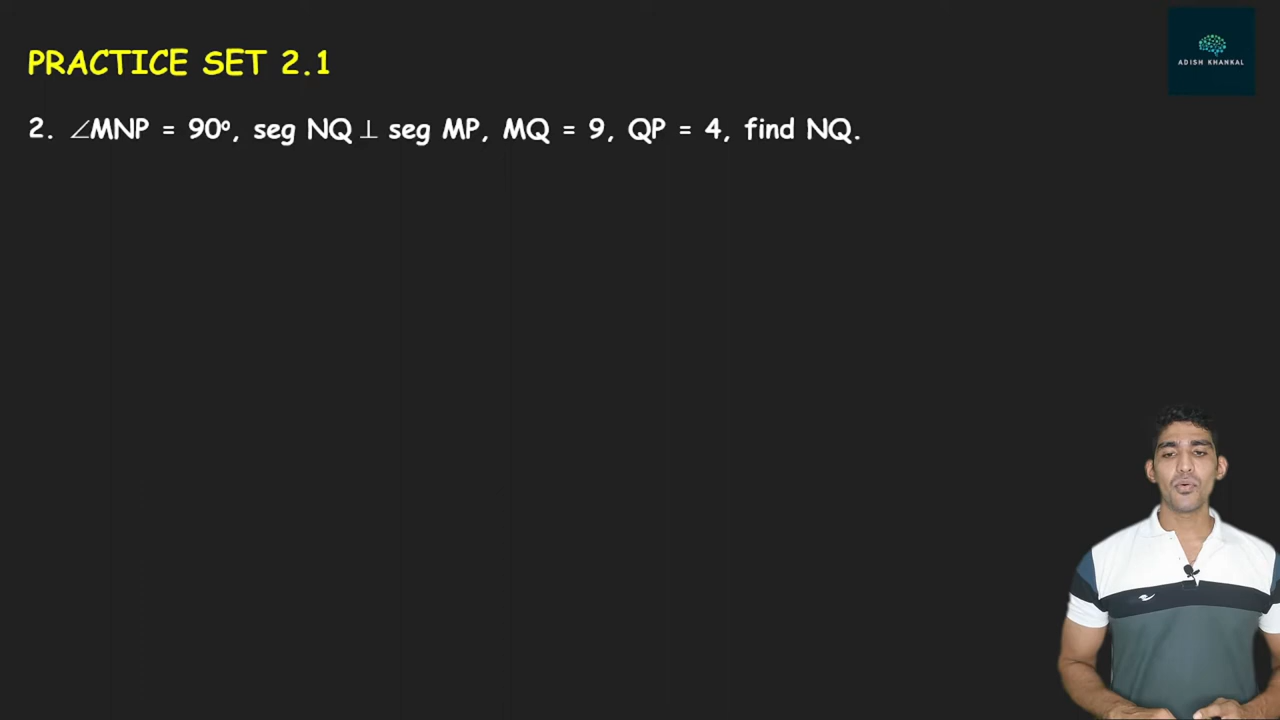 ADISH KHANKAL
PRACTICE SET 2.1
2. ∠MNP = 90°, seg NQ ⊥ seg MP, MQ = 9, QP = 4, find NQ.